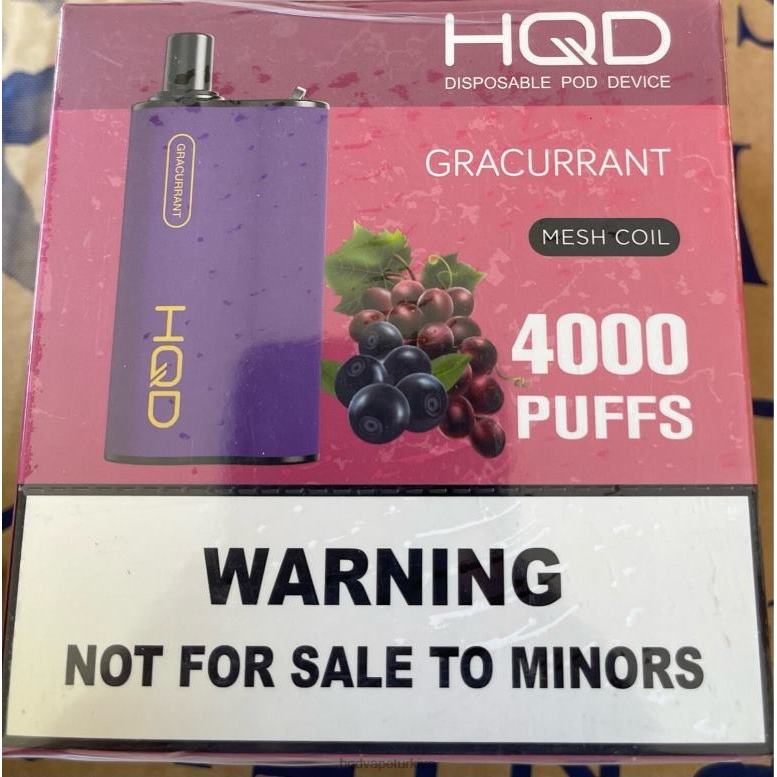 HQD
DISPOSABLE POD DEVICE
GRACURRANT
GRACURRANT
MESH COIL
HQD
4000
PUFFS
WARNING
NOT FOR SALE TO MINORS